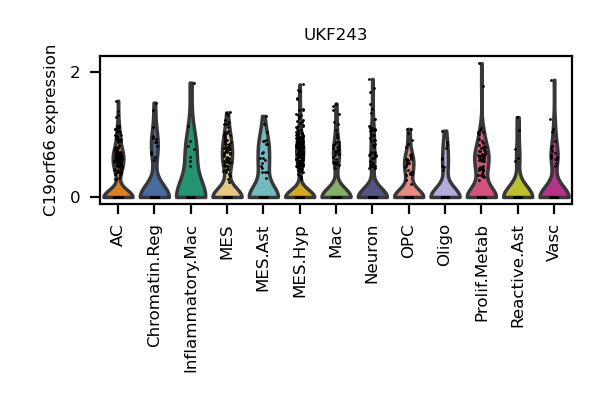 UKF243
C19orf66 expression
2
0
AC
Chromatin.Reg
Inflammatory.Mac
MES
MES.Ast
MES.Hyp
Mac
Neuron
OPC
Oligo
Prolif.Metab
Reactive.Ast
Vasc